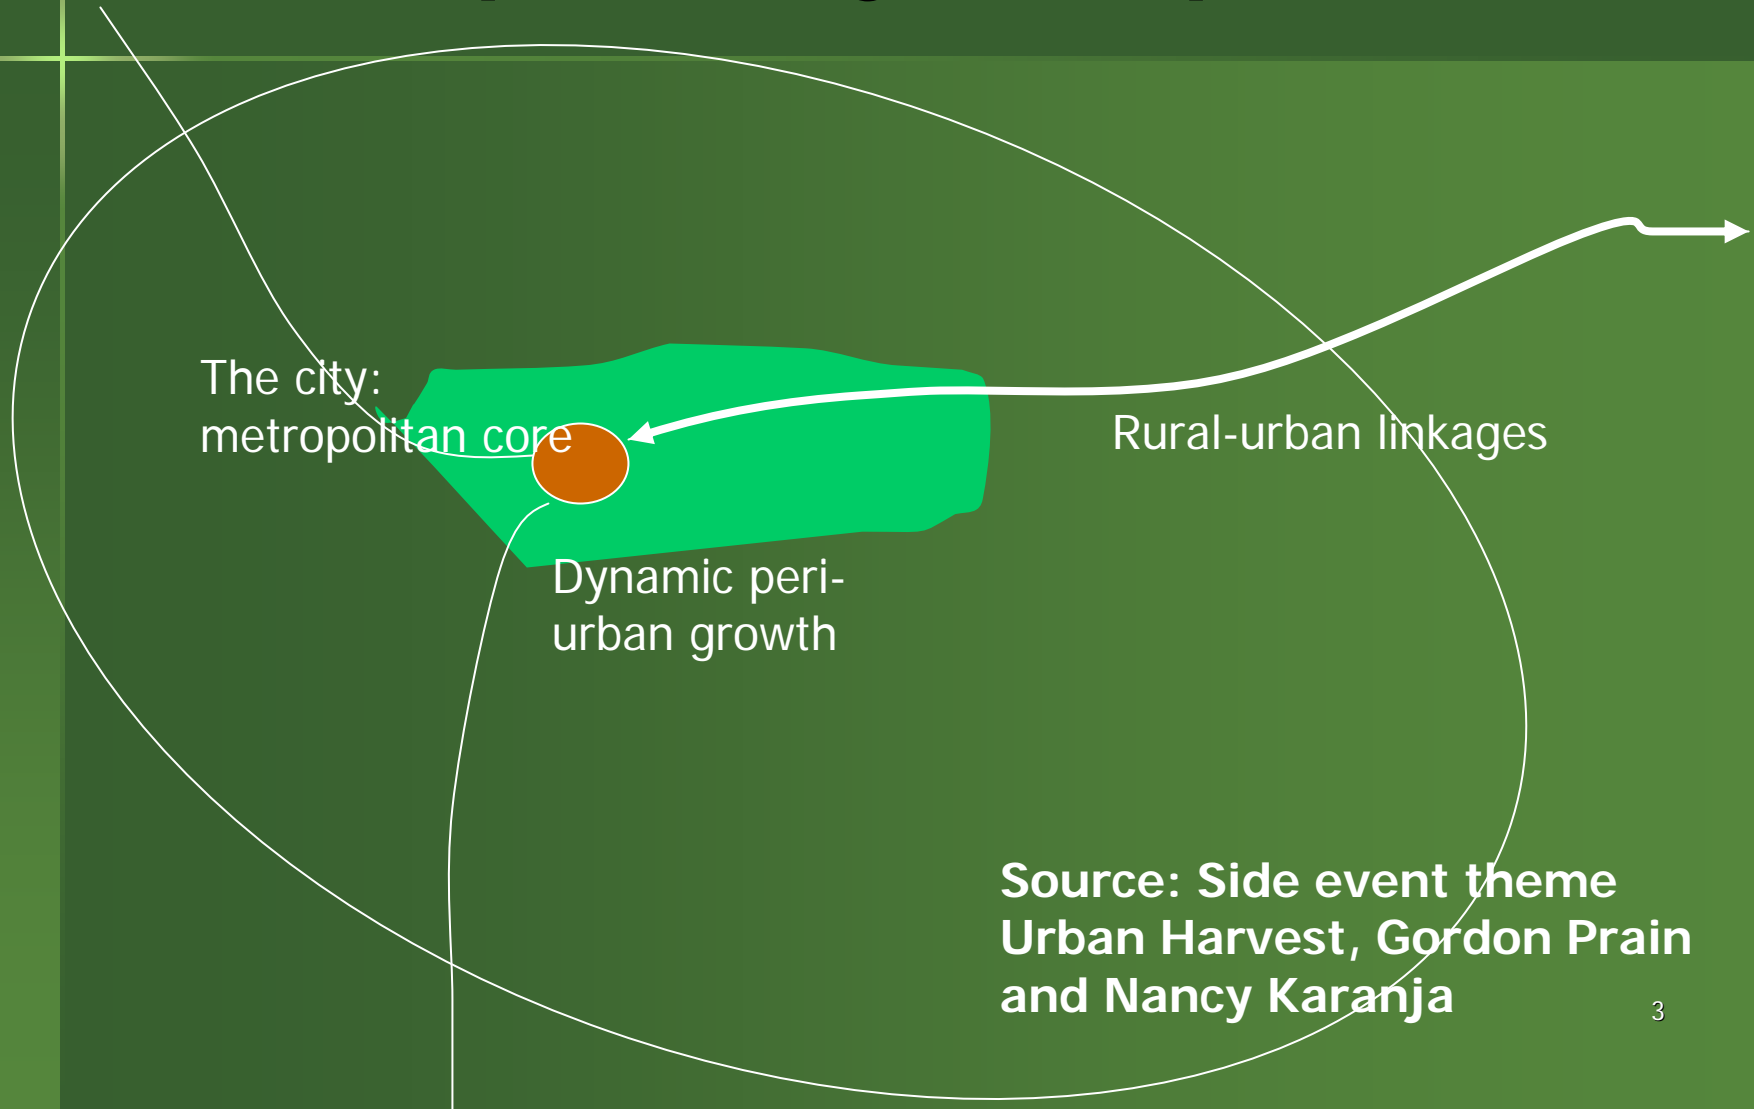 The city:
metropolitan core
Rural-urban linkages
Dynamic peri-
urban growth
Source: Side event theme
Urban Harvest, Gordon Prain
and Nancy Karanja
3